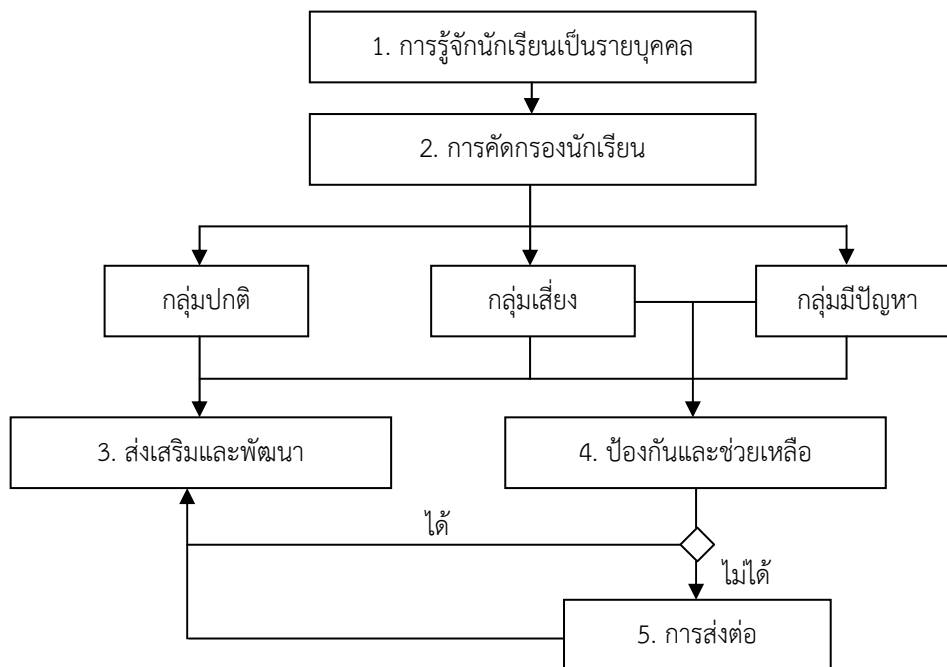 1. การรู้จักนักเรียนเป็นรายบุคคล
2. การคัดกรองนักเรียน
กลุ่มปกติ
กลุ่มเสี่ยง
กลุ่มมีปัญหา
3. ส่งเสริมและพัฒนา
4. ป้องกันและช่วยเหลือ
ได้
ไม่ได้
5. การส่งต่อ